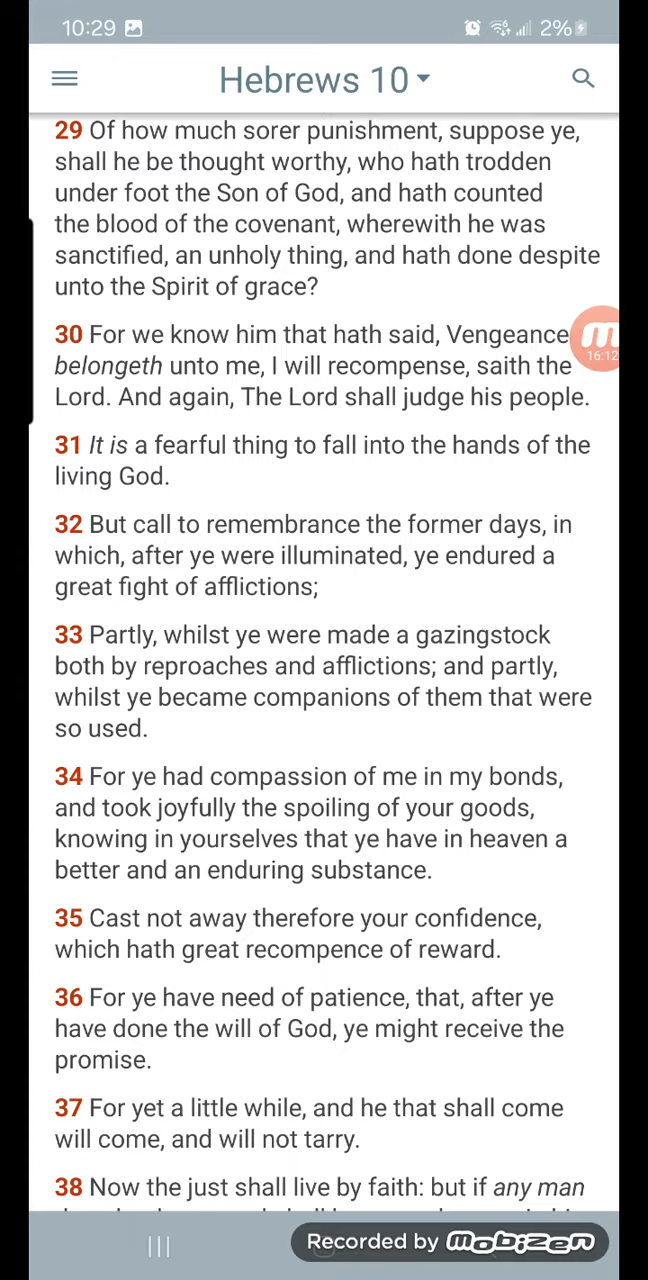 10:29 2%
Hebrews 10
29 Of how much sorer punishment, suppose ye,
shall he be thought worthy, who hath trodden
under foot the Son of God, and hath counted
the blood of the covenant, wherewith he was
sanctified, an unholy thing, and hath done despite
unto the Spirit of grace?
30 For we know him that hath said, Vengeance
belongeth unto me, I will recompense, saith the
Lord. And again, The Lord shall judge his people.
16:12
31 It is a fearful thing to fall into the hands of the
living God.
32 But call to remembrance the former days, in
which, after ye were illuminated, ye endured a
great fight of afflictions;
33 Partly, whilst ye were made a gazingstock
both by reproaches and afflictions; and partly,
whilst ye became companions of them that were
so used.
34 For ye had compassion of me in my bonds,
and took joyfully the spoiling of your goods,
knowing in yourselves that ye have in heaven a
better and an enduring substance.
35 Cast not away therefore your confidence,
which hath great recompence of reward.
36 For ye have need of patience, that, after ye
have done the will of God, ye might receive the
promise.
37 For yet a little while, and he that shall come
will come, and will not tarry.
38 Now the just shall live by faith: but if any man
Recorded by mobizen